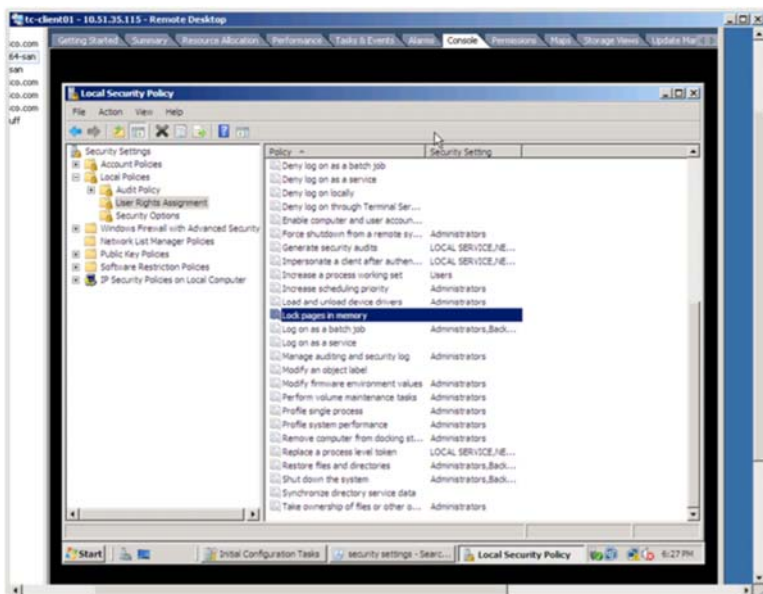 tc-client01 - 10.51.35.115 - Remote Desktop
Getting Started Summary Resource Allocation Performance Tasks & Events Alarms Console Permissions Maps Storage Views Update Ma
sco.com
64-san
san
sco.com
sco.com
sco.com
uff
Local Security Policy
File Action View Help
Security Settings
Account Policies
Local Policies
Audit Policy
User Rights Assignment
Security Options
Windows Firewall with Advanced Security
Network List Manager Policies
Public Key Policies
Software Restriction Policies
IP Security Policies on Local Computer
Policy Security Setting
Deny log on as a batch job
Deny log on as a service
Deny log on locally
Deny log on through Terminal Ser...
Enable computer and user accoun...
Force shutdown from a remote sy... Administrators
Generate security audits LOCAL SERVICE,NE...
Impersonate a client after authen... LOCAL SERVICE,NE...
Increase a process working set Users
Increase scheduling priority Administrators
Load and unload device drivers Administrators
Lock pages in memory
Log on as a batch job Administrators,Back...
Log on as a service
Manage auditing and security log Administrators
Modify an object label
Modify firmware environment values Administrators
Perform volume maintenance tasks Administrators
Profile single process Administrators
Profile system performance Administrators
Remove computer from docking st... Administrators
Replace a process level token LOCAL SERVICE,NE...
Restore files and directories Administrators,Back...
Shut down the system Administrators,Back...
Synchronize directory service data
Take ownership of files or other o... Administrators
Start Initial Configuration Tasks security settings - Searc... Local Security Policy 6:27 PM